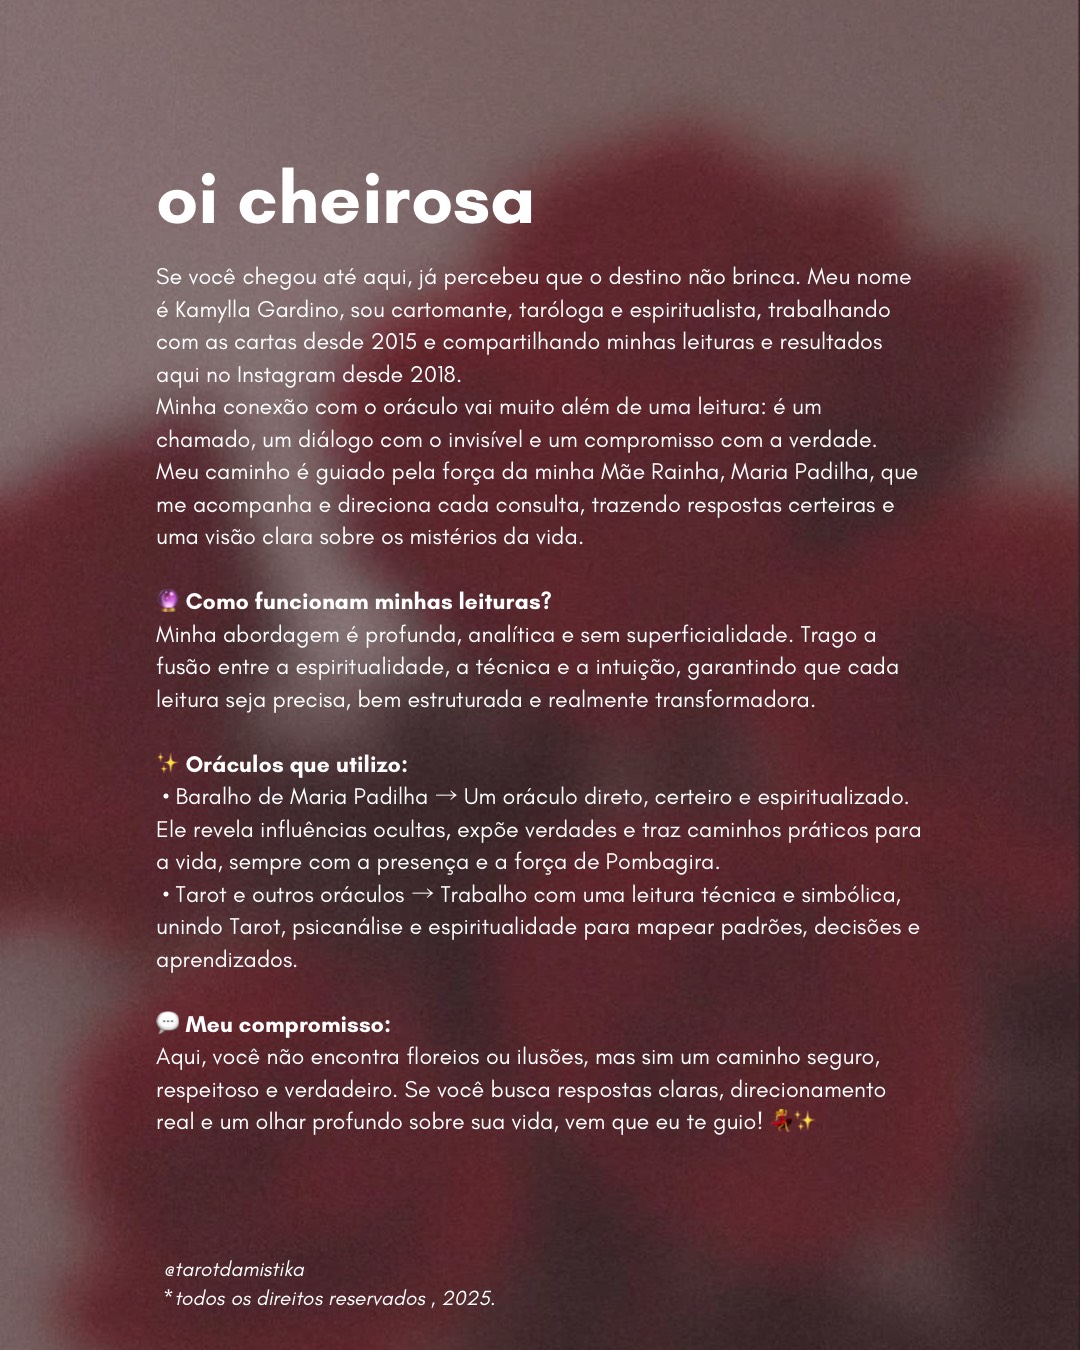 oi cheirosa
Se você chegou até aqui, já percebeu que o destino não brinca. Meu nome
é Kamylla Gardino, sou cartomante, taróloga e espiritualista, trabalhando
com as cartas desde 2015 e compartilhando minhas leituras e resultados
aqui no Instagram desde 2018.
Minha conexão com o oráculo vai muito além de uma leitura: é um
chamado, um diálogo com o invisível e um compromisso com a verdade.
Meu caminho é guiado pela força da minha Mãe Rainha, Maria Padilha, que
me acompanha e direciona cada consulta, trazendo respostas certeiras e
uma visão clara sobre os mistérios da vida.
🔮 Como funcionam minhas leituras?
Minha abordagem é profunda, analítica e sem superficialidade. Trago a
fusão entre a espiritualidade, a técnica e a intuição, garantindo que cada
leitura seja precisa, bem estruturada e realmente transformadora.
✨ Oráculos que utilizo:
• Baralho de Maria Padilha → Um oráculo direto, certeiro e espiritualizado.
Ele revela influências ocultas, expõe verdades e traz caminhos práticos para
a vida, sempre com a presença e a força de Pombagira.
• Tarot e outros oráculos → Trabalho com uma leitura técnica e simbólica,
unindo Tarot, psicanálise e espiritualidade para mapear padrões, decisões e
aprendizados.
💬 Meu compromisso:
Aqui, você não encontra floreios ou ilusões, mas sim um caminho seguro,
respeitoso e verdadeiro. Se você busca respostas claras, direcionamento
real e um olhar profundo sobre sua vida, vem que eu te guio! 💃✨
@tarotdamistika
*todos os direitos reservados , 2025.